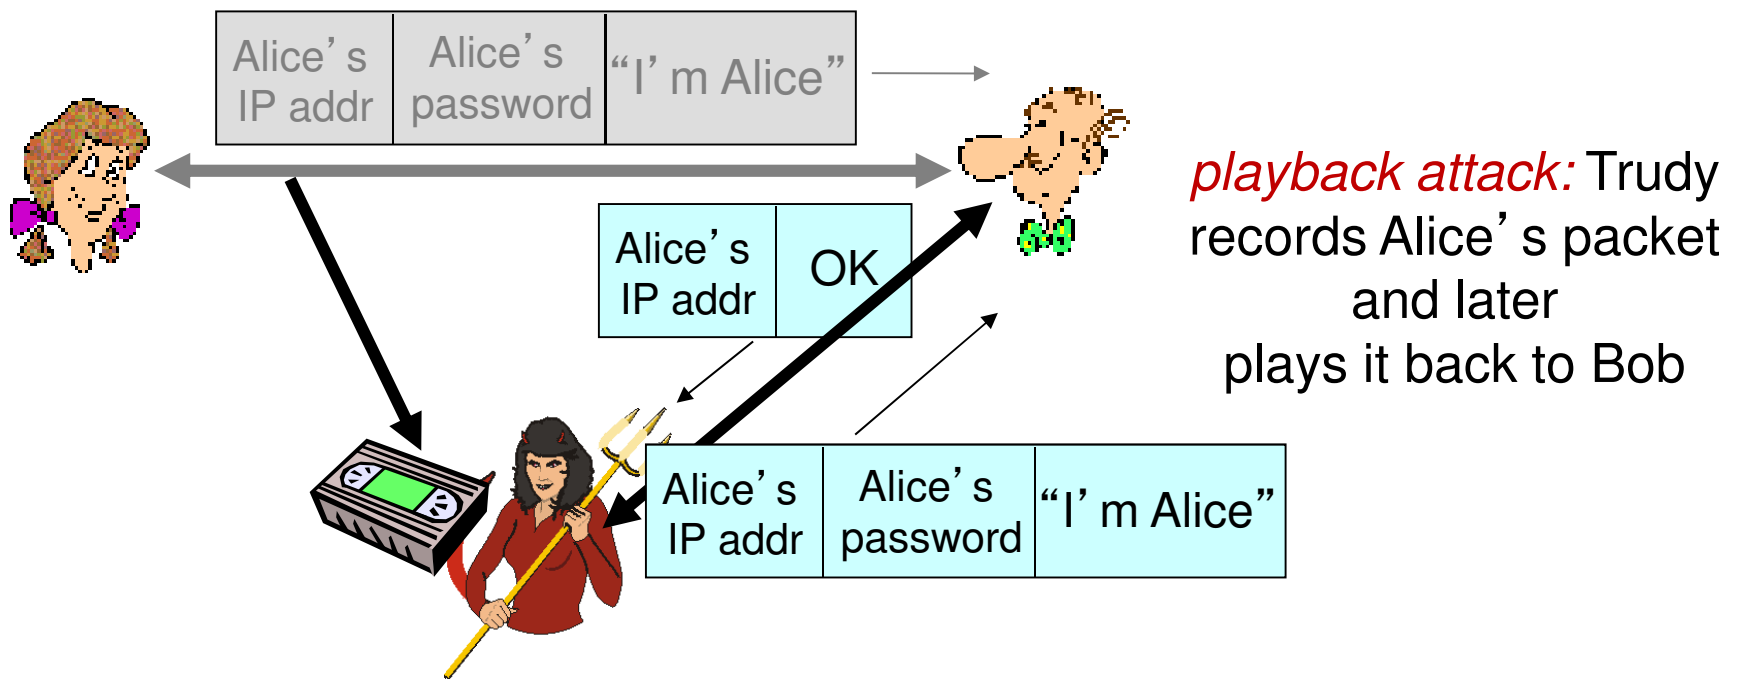 Alice’s
IP addr
Alice’s
password
“I’m Alice”
Alice’s
IP addr
OK
playback attack: Trudy
records Alice’s packet
and later
plays it back to Bob
Alice’s
IP addr
Alice’s
password
“I’m Alice”